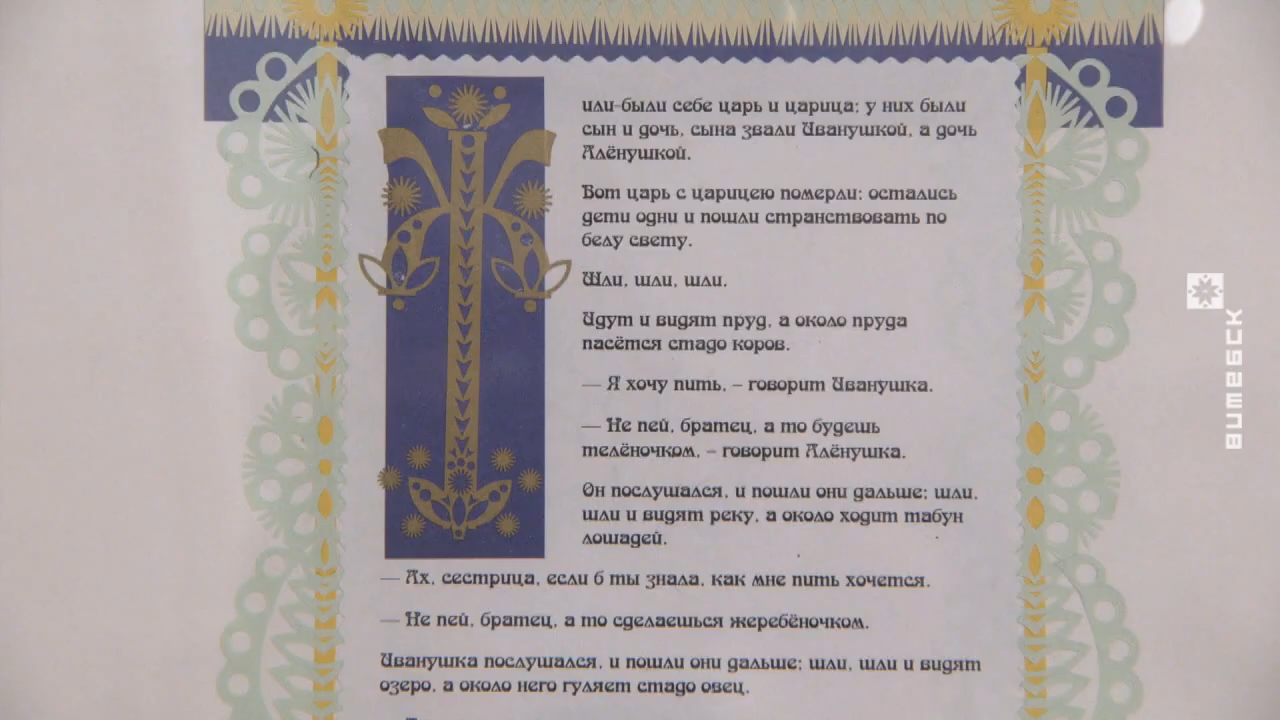 Жили-были себе царь и царица; у них были
сын и дочь, сына звали Иванушкой, а дочь
Алёнушкой.
Вот царь с царицею померли; остались
дети одни и пошли странствовать по
белу свету.
Шли, шли, шли.
Идут и видят пруд, а около пруда
пасётся стадо коров.
— Я хочу пить, – говорит Иванушка.
— Не пей, братец, а то будешь
телёночком, – говорит Алёнушка.
Он послушался, и пошли они дальше; шли,
шли и видят реку, а около ходит табун
лошадей.
— Ах, сестрица, если б ты знала, как мне пить хочется.
— Не пей, братец, а то сделаешься жеребёночком.
Иванушка послушался, и пошли они дальше; шли, шли и видят
озеро, а около него гуляет стадо овец.
витебск